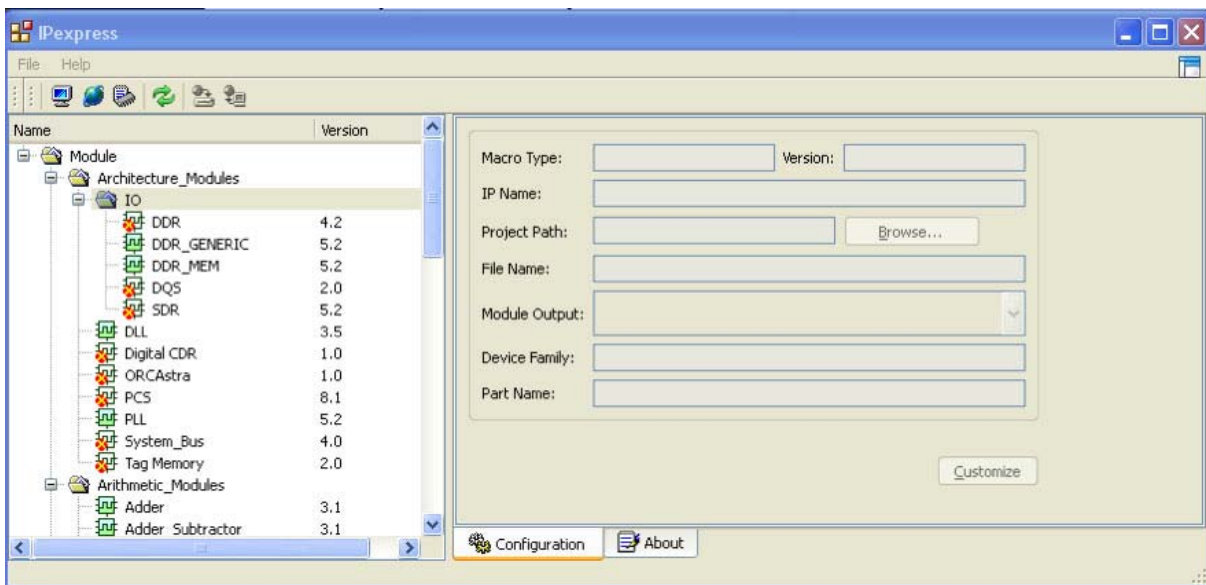 IPexpress
File Help
Name Version
Module
Architecture_Modules
IO
DDR 4.2
DDR_GENERIC 5.2
DDR_MEM 5.2
DQS 2.0
SDR 5.2
DLL 3.5
Digital CDR 1.0
ORCAstra 1.0
PCS 8.1
PLL 5.2
System_Bus 4.0
Tag Memory 2.0
Arithmetic_Modules
Adder 3.1
Adder_Subtractor 3.1
Macro Type: Version:
IP Name:
Project Path: Browse...
File Name:
Module Output:
Device Family:
Part Name:
Customize
Configuration About